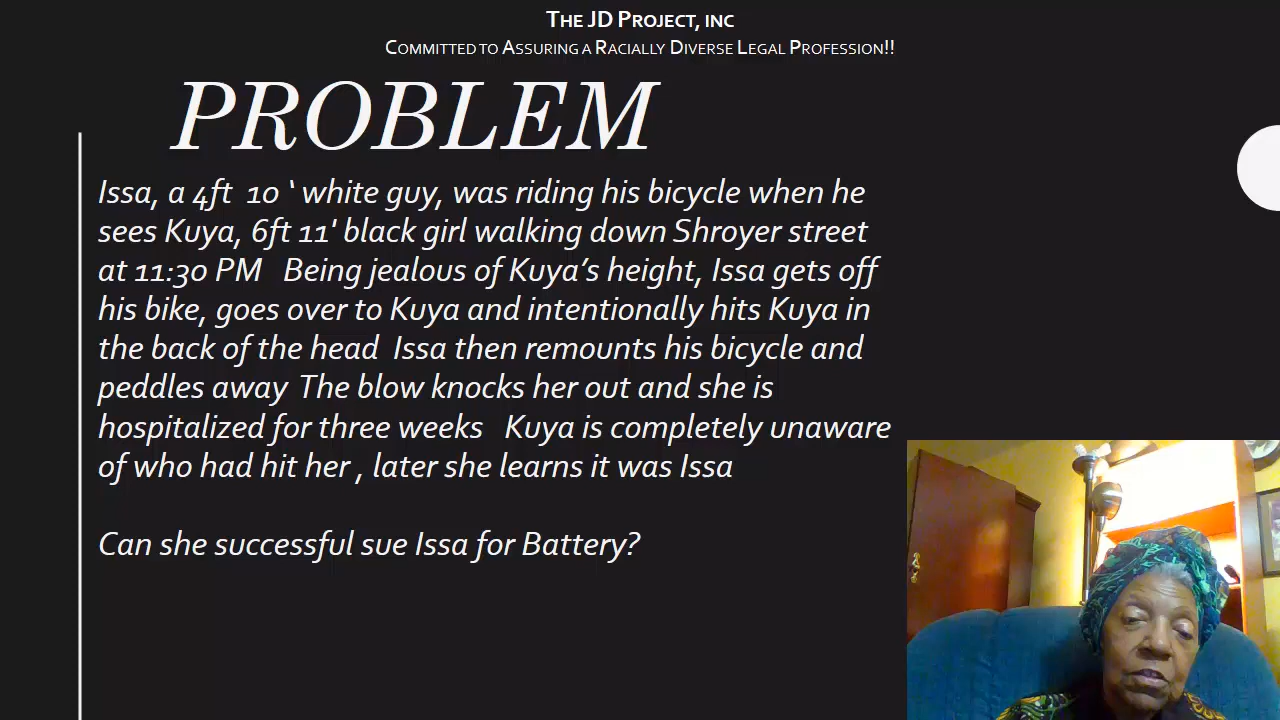 THE JD PROJECT, INC
COMMITTED TO ASSURING A RACIALLY DIVERSE LEGAL PROFESSION!!
PROBLEM
Issa, a 4ft 10 ‘ white guy, was riding his bicycle when he
sees Kuya, 6ft 11' black girl walking down Shroyer street
at 11:30 PM Being jealous of Kuya’s height, Issa gets off
his bike, goes over to Kuya and intentionally hits Kuya in
the back of the head Issa then remounts his bicycle and
peddles away The blow knocks her out and she is
hospitalized for three weeks Kuya is completely unaware
of who had hit her , later she learns it was Issa
Can she successful sue Issa for Battery?